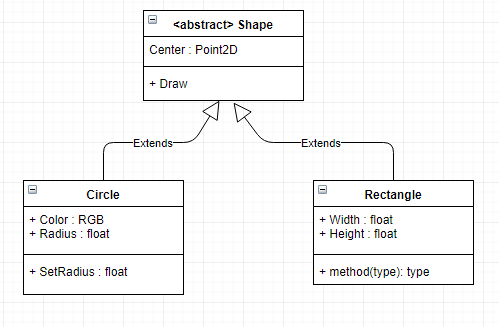 <abstract> Shape
Center : Point2D
+ Draw
Extends
Extends
Circle
+ Color : RGB
+ Radius : float
+ SetRadius : float
Rectangle
+ Width : float
+ Height : float
+ method(type): type